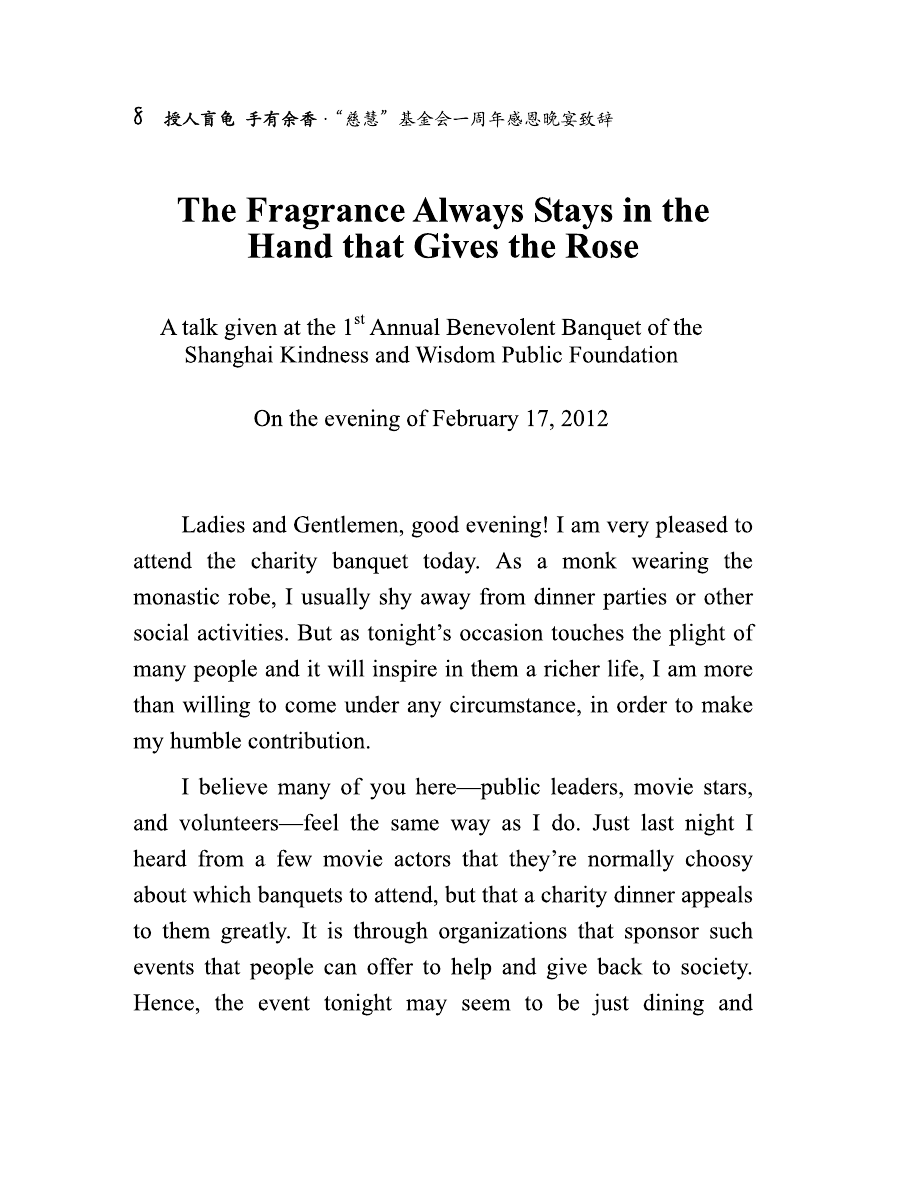 8 授人盲龟 手有余香·“慈慧”基金会一周年感恩晚宴致辞
The Fragrance Always Stays in the
Hand that Gives the Rose
A talk given at the 1st Annual Benevolent Banquet of the
Shanghai Kindness and Wisdom Public Foundation
On the evening of February 17, 2012
Ladies and Gentlemen, good evening! I am very pleased to
attend the charity banquet today. As a monk wearing the
monastic robe, I usually shy away from dinner parties or other
social activities. But as tonight’s occasion touches the plight of
many people and it will inspire in them a richer life, I am more
than willing to come under any circumstance, in order to make
my humble contribution.
I believe many of you here—public leaders, movie stars,
and volunteers—feel the same way as I do. Just last night I
heard from a few movie actors that they’re normally choosy
about which banquets to attend, but that a charity dinner appeals
to them greatly. It is through organizations that sponsor such
events that people can offer to help and give back to society.
Hence, the event tonight may seem to be just dining and